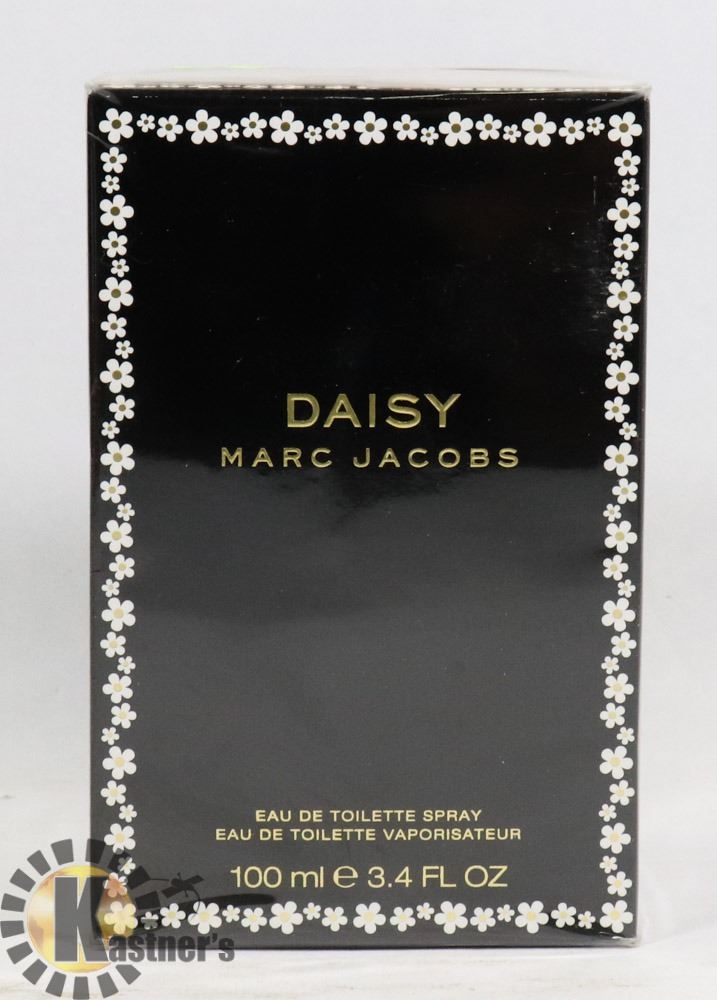 DAISY
MARC JACOBS
EAU DE TOILETTE SPRAY
EAU DE TOILETTE VAPORISATEUR
100 ml ℮ 3.4 FL OZ
Kastner's